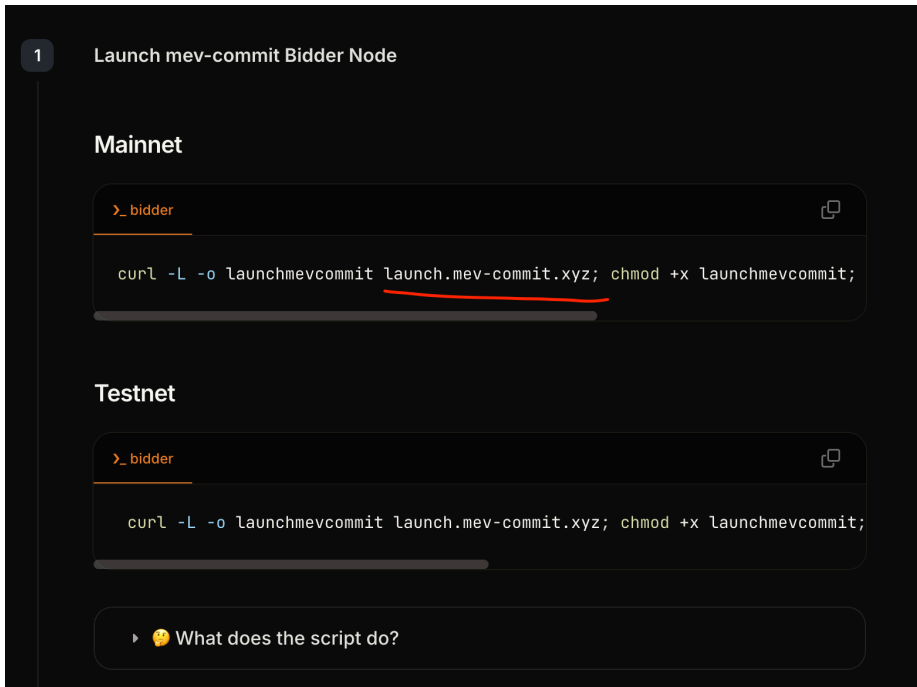 1
Launch mev-commit Bidder Node
Mainnet
❯_ bidder
curl -L -o launchmevcommit launch.mev-commit.xyz; chmod +x launchmevcommit;
Testnet
❯_ bidder
curl -L -o launchmevcommit launch.mev-commit.xyz; chmod +x launchmevcommit;
🤔 What does the script do?